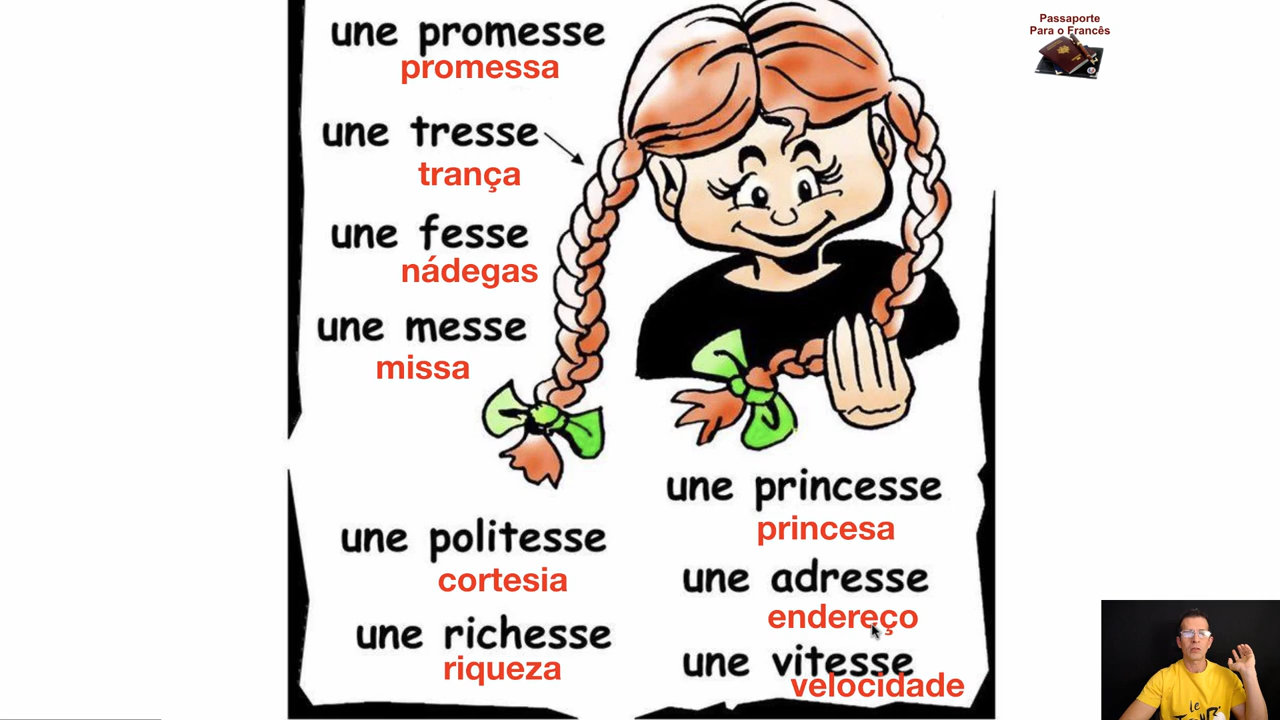 une promesse
promessa
une tresse
trança
une fesse
nádegas
une messe
missa
une politesse
cortesia
une richesse
riqueza
une princesse
princesa
une adresse
endereço
une vitesse
velocidade
Passaporte
Para o Francês
le